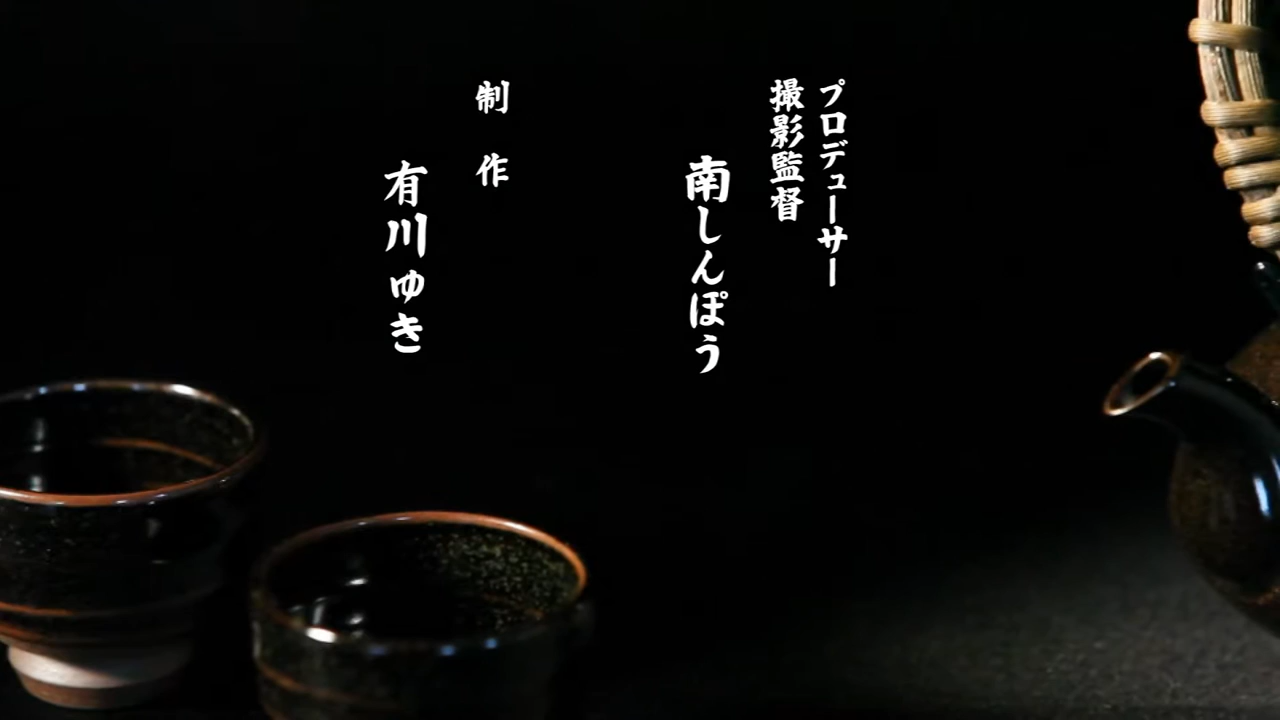 プロデューサー
撮影監督
南しんぽう
制作
有川ゆき